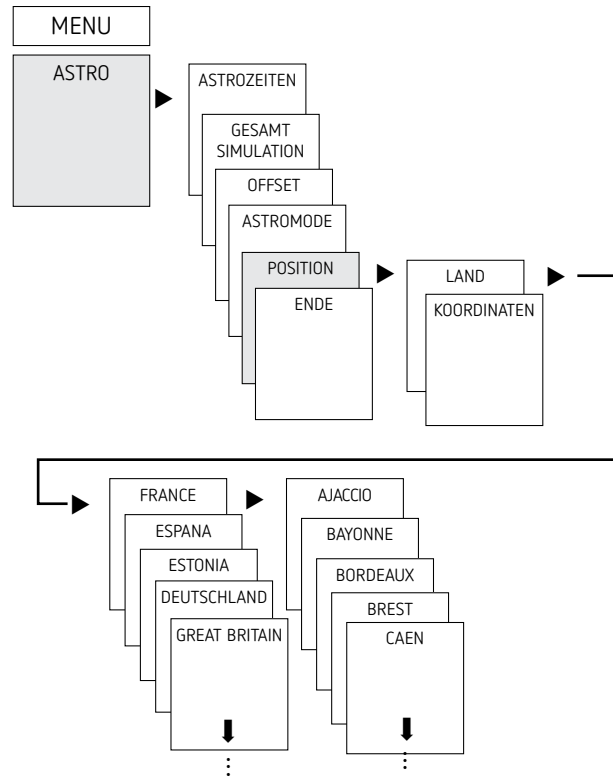 MENU
ASTRO
ASTROZEITEN
GESAMT
SIMULATION
OFFSET
ASTROMODE
POSITION
ENDE
LAND
KOORDINATEN
FRANCE
ESPANA
ESTONIA
DEUTSCHLAND
GREAT BRITAIN
AJACCIO
BAYONNE
BORDEAUX
BREST
CAEN